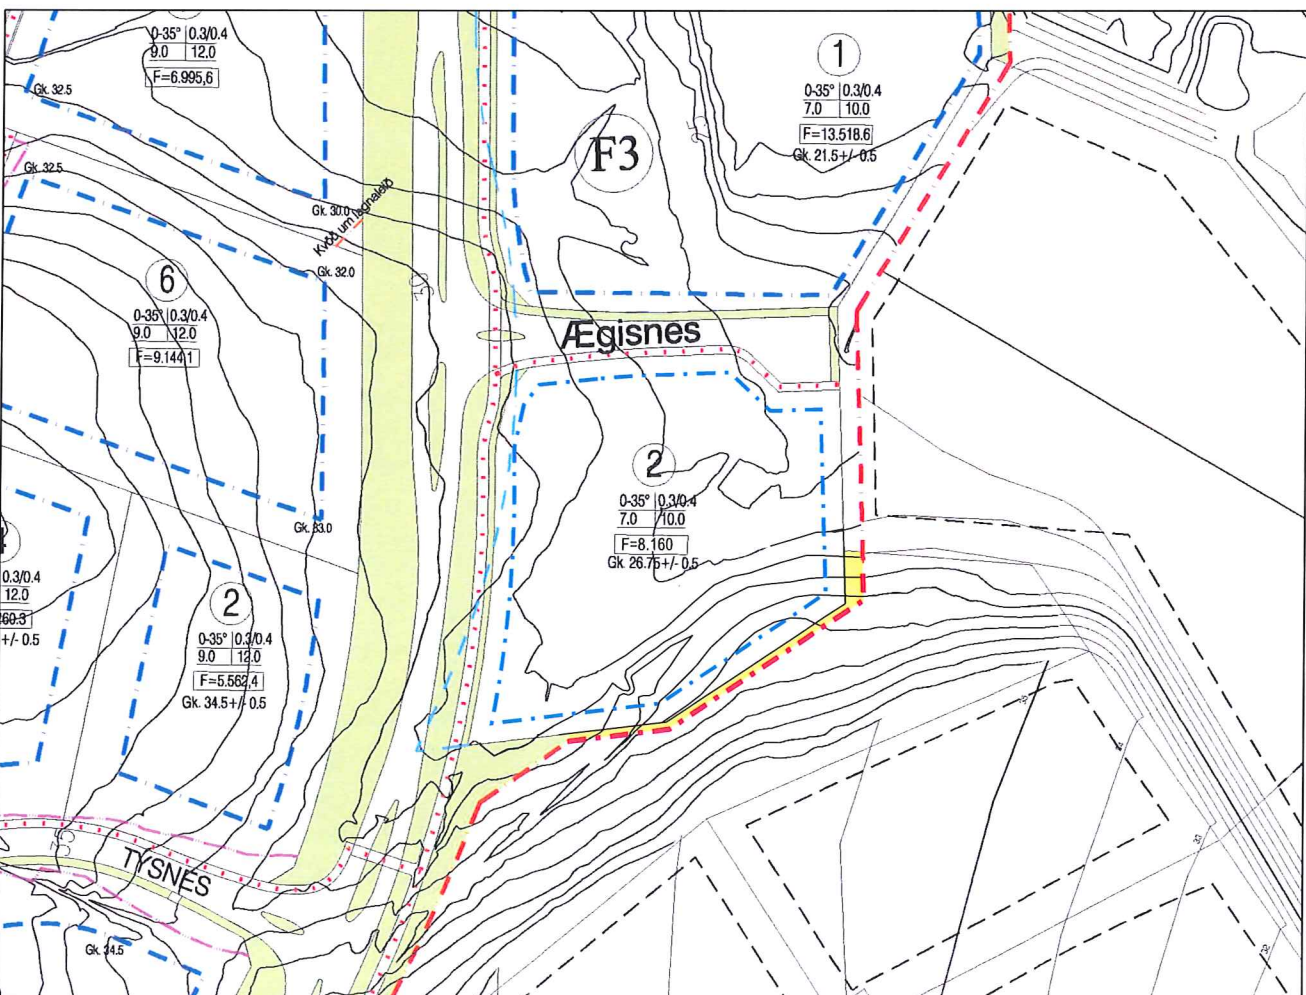 0-35° 0.3/0.4
9.0 12.0
F=6.995,6
Gk. 32.5
1
0-35° 0.3/0.4
7.0 10.0
F=13.518.6
Gk. 21.5+/-0.5
F3
Gk. 32.5
Gk. 30.0
Kvöð um lagnaleið
Gk. 32.0
6
0-35° 0.3/0.4
9.0 12.0
F=9.144,1
Ægisnes
2
0-35° 0.3/0.4
7.0 10.0
F=8.160
Gk 26.75+/-0.5
Gk. 33.0
0.3/0.4
12.0
+/- 0.5
2
0-35° 0.3/0.4
9.0 12.0
F=5.562,4
Gk. 34.5+/-0.5
TYSNES
Gk. 34.5
34
33
32